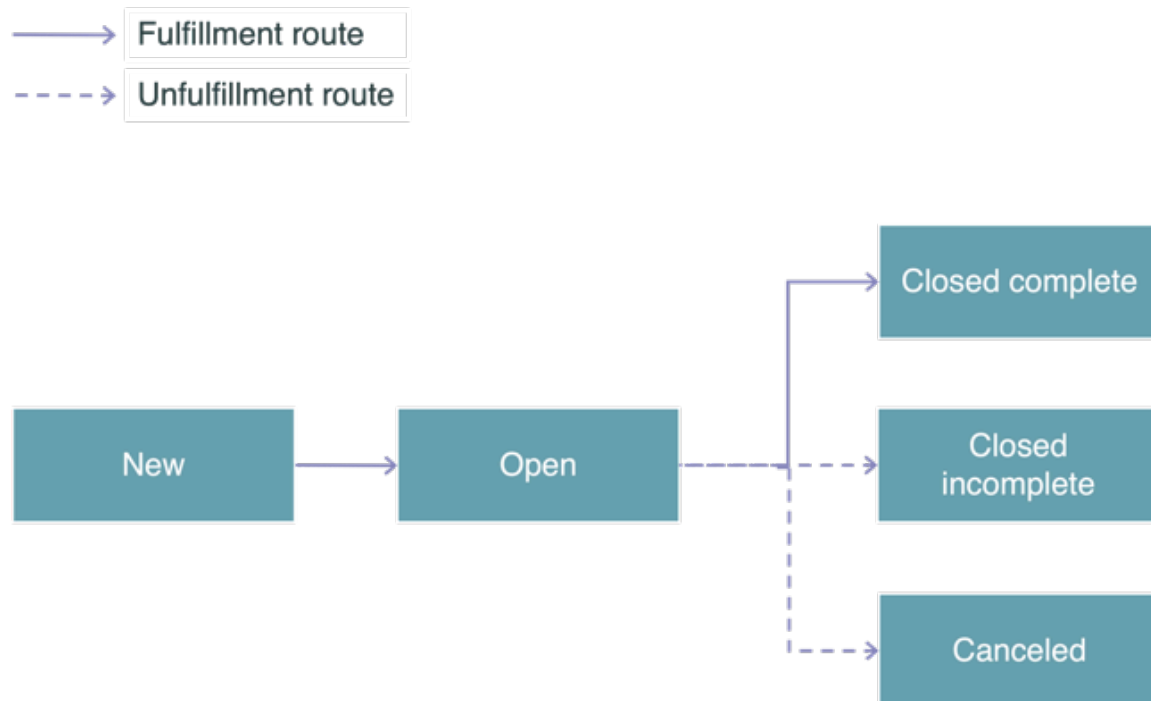 Fulfillment route
Unfulfillment route
Closed complete
New
Open
Closed
incomplete
Canceled